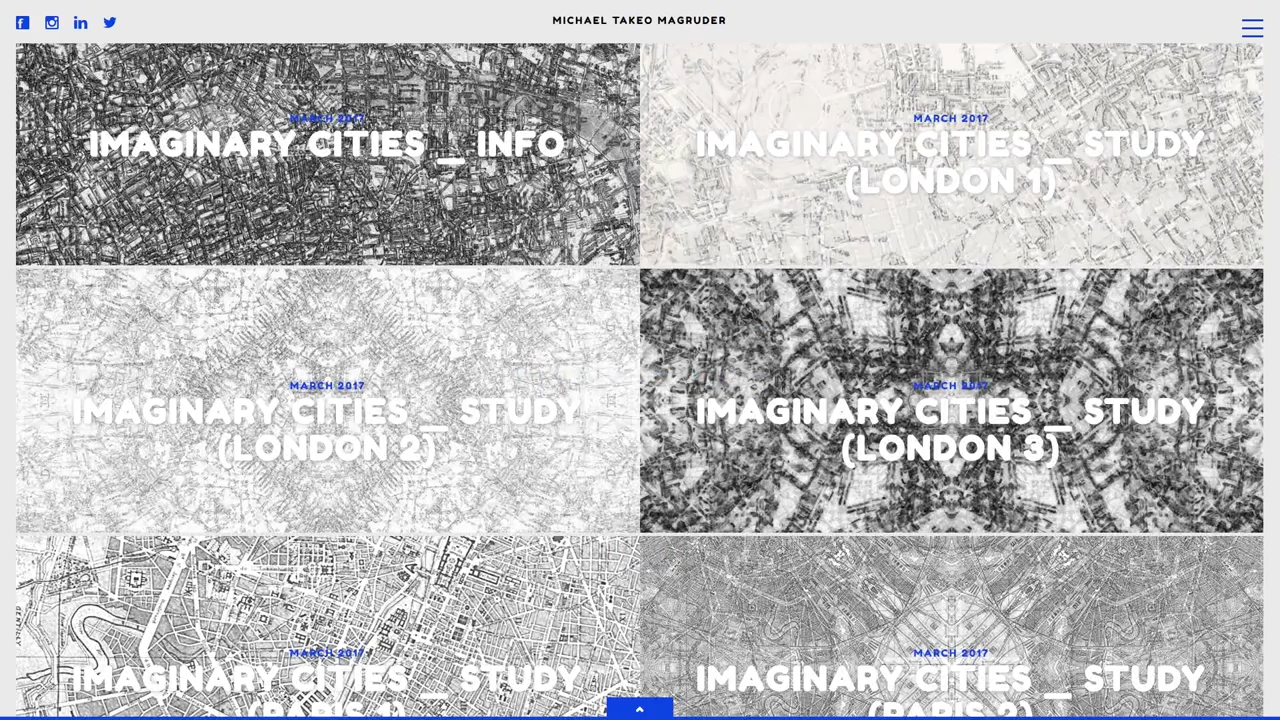 MICHAEL TAKEO MAGRUDER
MARCH 2017
IMAGINARY CITIES _ INFO
MARCH 2017
IMAGINARY CITIES _ STUDY
(LONDON 1)
MARCH 2017
IMAGINARY CITIES _ STUDY
(LONDON 2)
MARCH 2017
IMAGINARY CITIES _ STUDY
(LONDON 3)
MARCH 2017
IMAGINARY CITIES _ STUDY
(PARIS 1)
MARCH 2017
IMAGINARY CITIES _ STUDY
(PARIS 2)